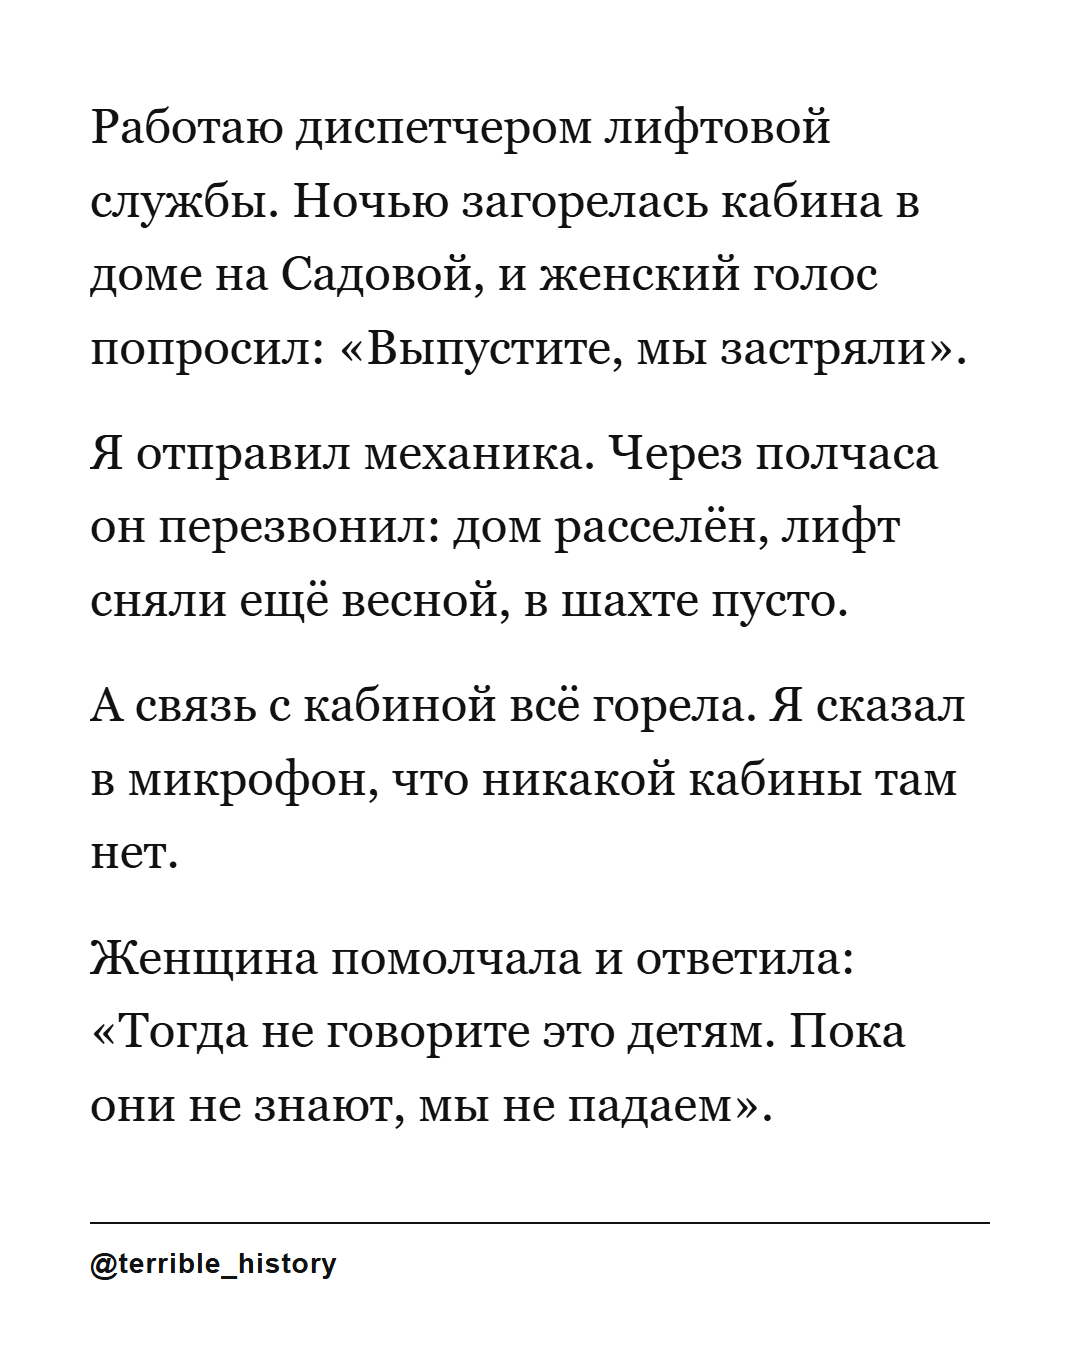 Работаю диспетчером лифтовой
службы. Ночью загорелась кабина в
доме на Садовой, и женский голос
попросил: «Выпустите, мы застряли».
Я отправил механика. Через полчаса
он перезвонил: дом расселён, лифт
сняли ещё весной, в шахте пусто.
А связь с кабиной всё горела. Я сказал
в микрофон, что никакой кабины там
нет.
Женщина помолчала и ответила:
«Тогда не говорите это детям. Пока
они не знают, мы не падаем».
@terrible_history